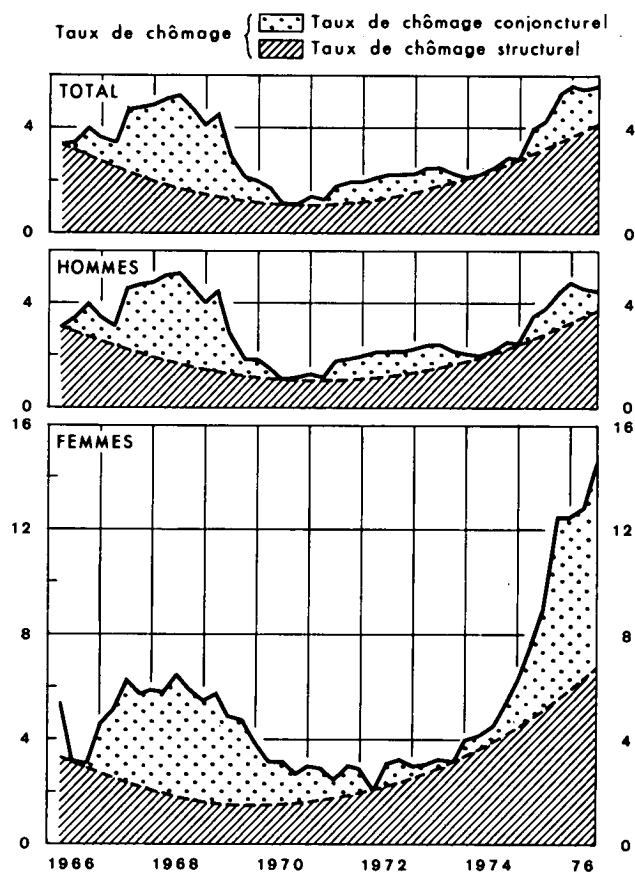 Taux de chômage
Taux de chômage conjoncturel
Taux de chômage structurel
TOTAL
4 4
0 0
HOMMES
4 4
0 0
16 16
FEMMES
12 12
8 8
4 4
0 0
1966 1968 1970 1972 1974 76